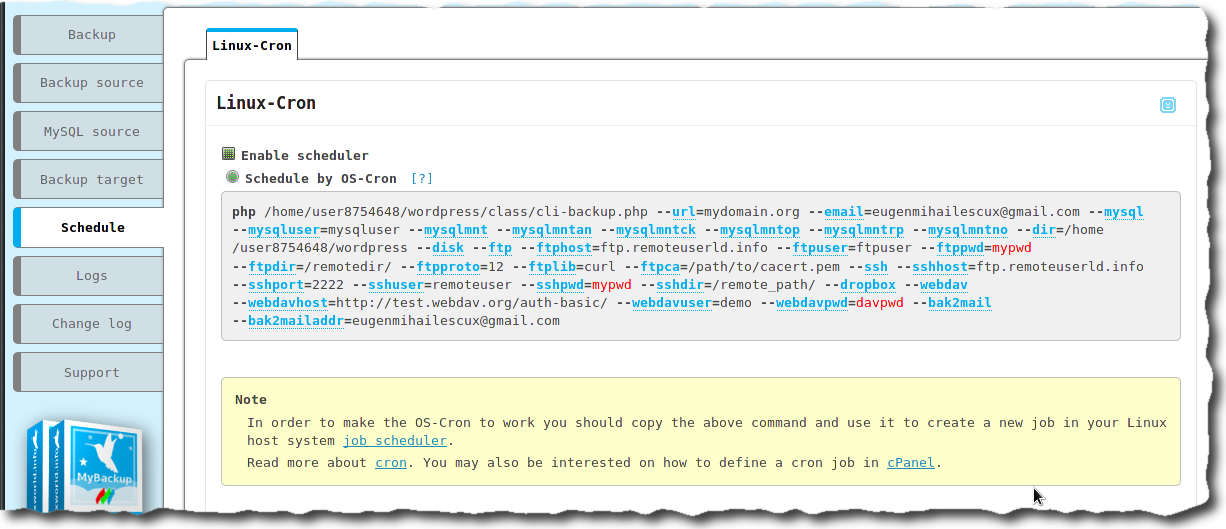 Backup
Backup source
MySQL source
Backup target
Schedule
Logs
Change log
Support
MyBackup
Linux-Cron
Linux-Cron
Enable scheduler
Schedule by OS-Cron [?]
php /home/user8754648/wordpress/class/cli-backup.php --url=mydomain.org --email=eugenmihailescux@gmail.com --mysql
--mysqluser=mysqluser --mysqlmnt --mysqlmntan --mysqlmntck --mysqlmntop --mysqlmntrp --mysqlmntno --dir=/home
/user8754648/wordpress --disk --ftp --ftphost=ftp.remoteuserld.info --ftpuser=ftpuser --ftppwd=mypwd
--ftpdir=/remotedir/ --ftpproto=12 --ftplib=curl --ftpca=/path/to/cacert.pem --ssh --sshhost=ftp.remoteuserld.info
--sshport=2222 --sshuser=remoteuser --sshpwd=mypwd --sshdir=/remote_path/ --dropbox --webdav
--webdavhost=http://test.webdav.org/auth-basic/ --webdavuser=demo --webdavpwd=davpwd --bak2mail
--bak2mailaddr=eugenmihailescux@gmail.com
Note
In order to make the OS-Cron to work you should copy the above command and use it to create a new job in your Linux
host system job scheduler.
Read more about cron. You may also be interested on how to define a cron job in cPanel.